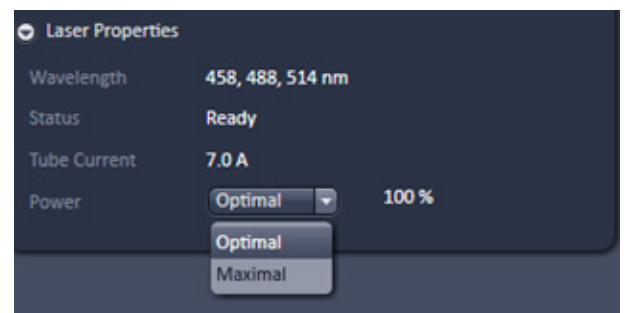 Laser Properties
Wavelength 458, 488, 514 nm
Status Ready
Tube Current 7.0 A
Power Optimal 100 %
Optimal
Maximal